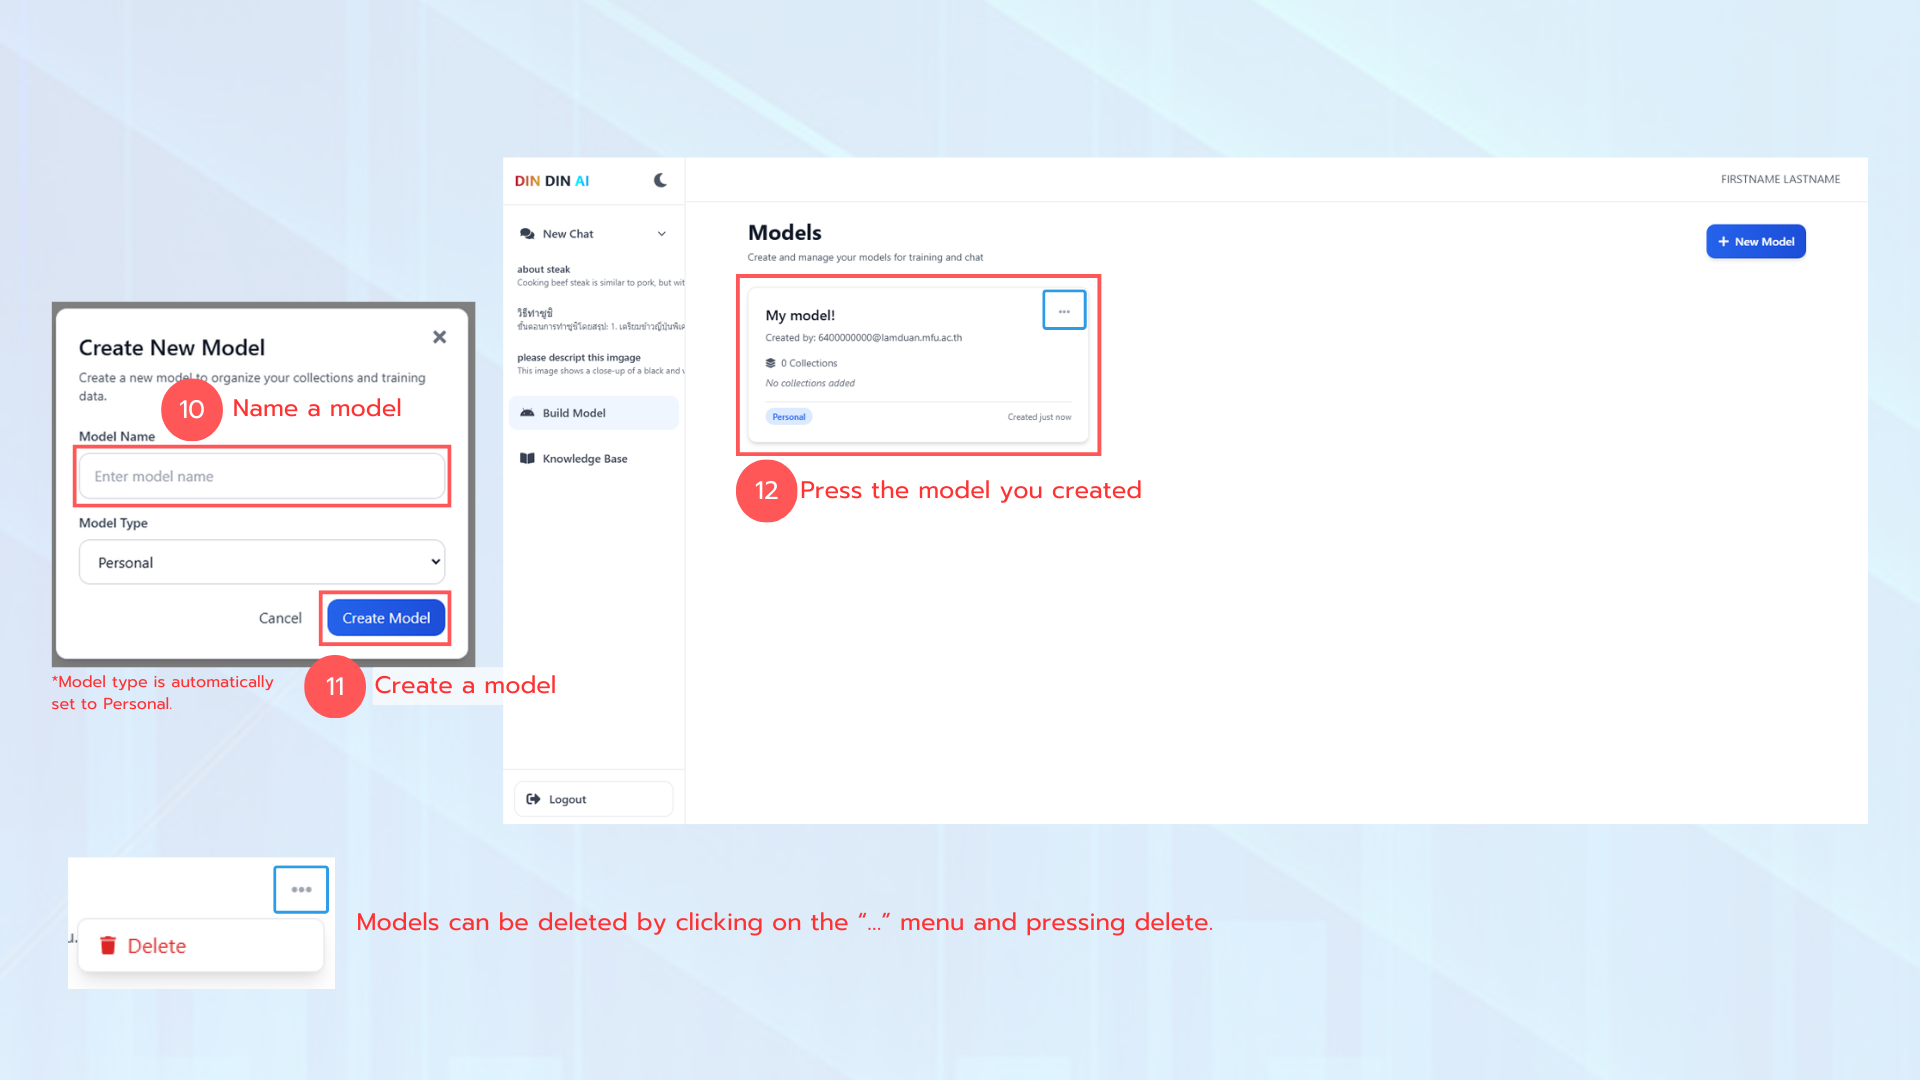 Create New Model
Create a new model to organize your collections and training
data.
10 Name a model
Model Name
Enter model name
Model Type
Personal
Cancel
Create Model
*Model type is automatically
set to Personal.
11 Create a model
DIN DIN AI
FIRSTNAME LASTNAME
New Chat
about steak
Cooking beef steak is similar to pork, but wit
วิธีทำซูชิ
ขั้นตอนการทำซูชิโดยสรุป: 1. เตรียมข้าวญี่ปุ่นพิเศ
please descript this imgage
This image shows a close-up of a black and v
Build Model
Knowledge Base
Logout
Models
Create and manage your models for training and chat
+ New Model
My model!
...
Created by: 6400000000@lamduan.mfu.ac.th
0 Collections
No collections added
Personal
Created just now
12 Press the model you created
...
u.
Delete
Models can be deleted by clicking on the “...” menu and pressing delete.